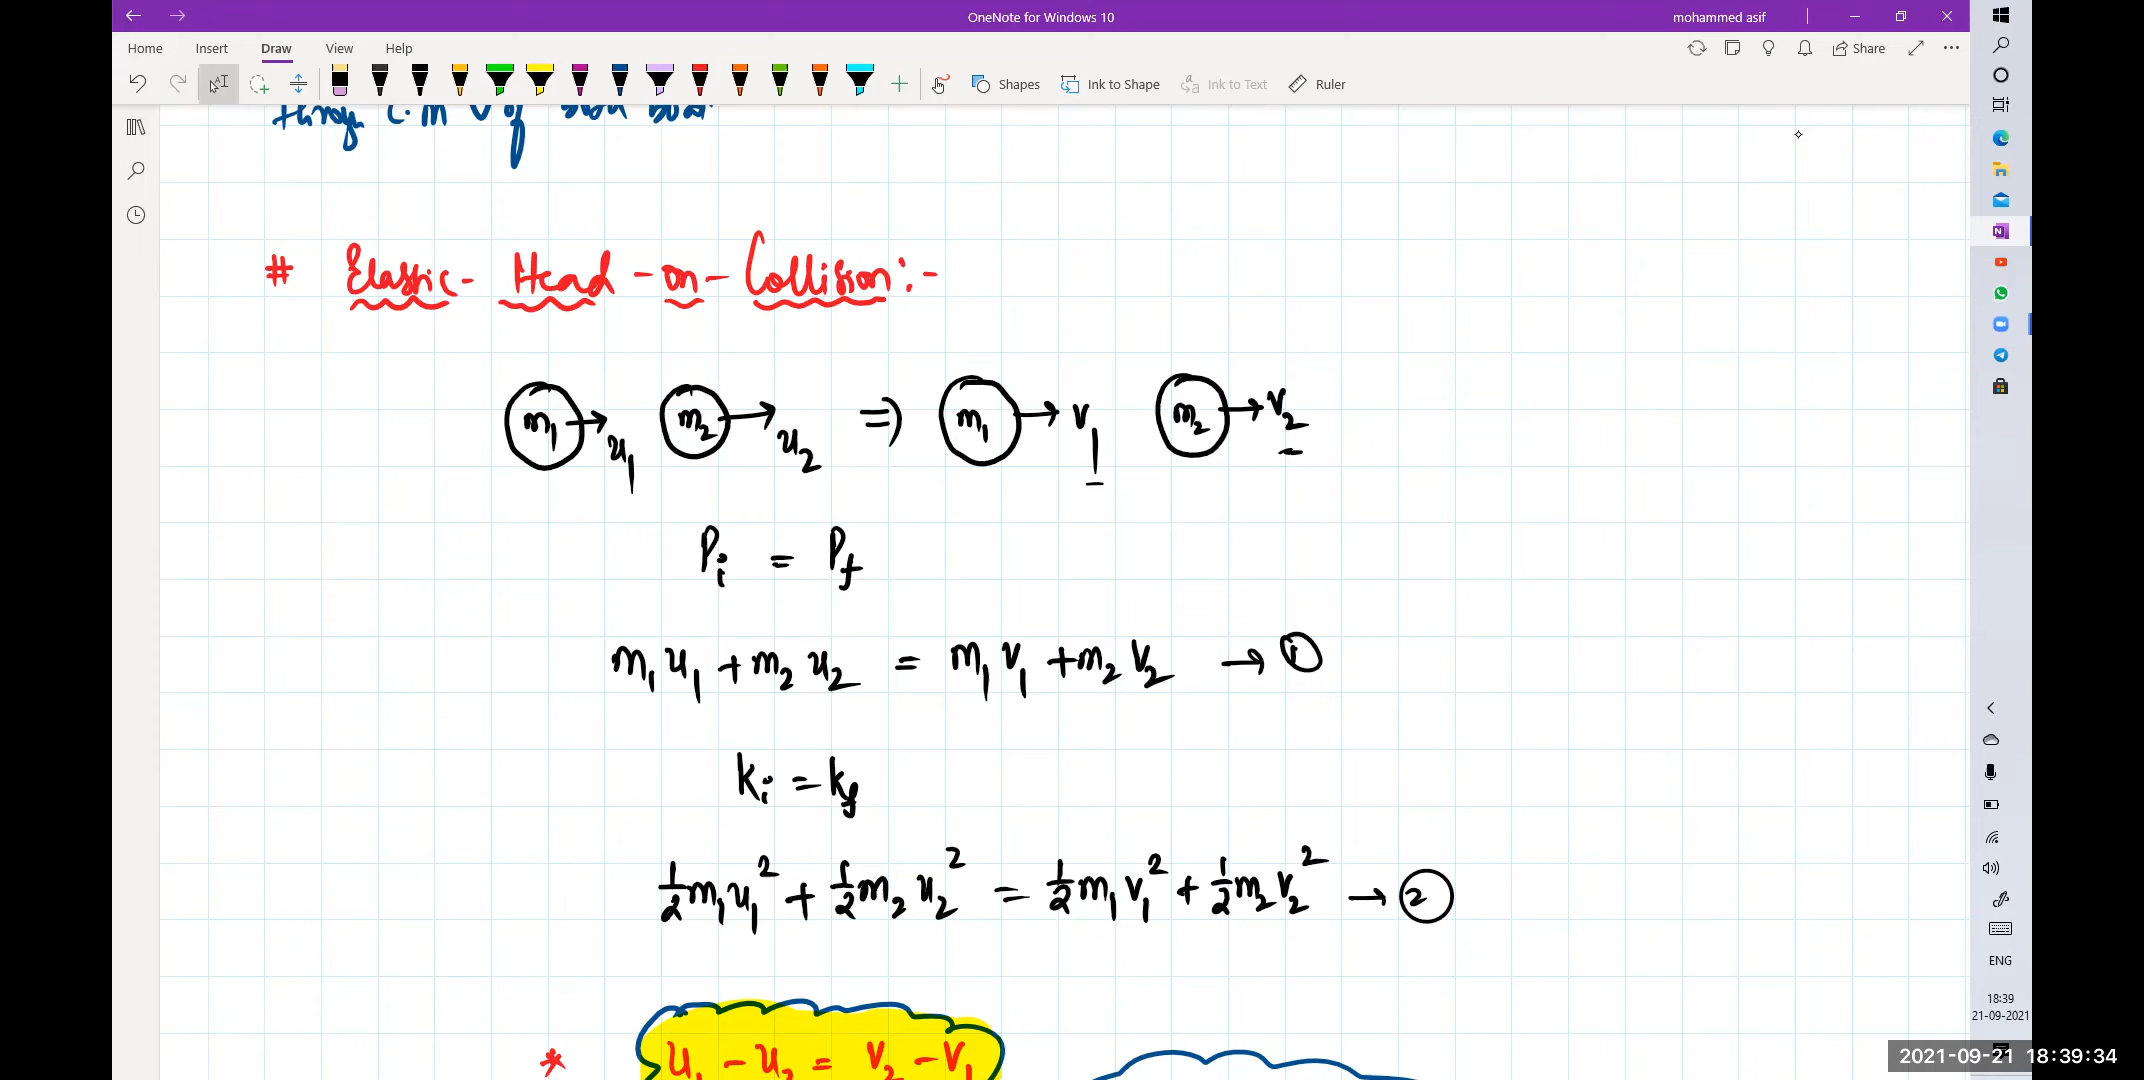 OneNote for Windows 10
mohammed asif
Home Insert Draw View Help
Share
Shapes Ink to Shape Ink to Text Ruler
C.M of
# Elastic - Head - on - Collision :-
m₁ → u₁ m₂ → u₂ ⇒ m₁ → v₁ m₂ → v₂
Pi = Pf
m₁u₁ + m₂u₂ = m₁v₁ + m₂v₂ → ①
ki = kf
½m₁u₁² + ½m₂u₂² = ½m₁v₁² + ½m₂v₂² → ②
* u₁ - u₂ = v₂ - v₁
ENG
18:39
21-09-2021
2021-09-21 18:39:34